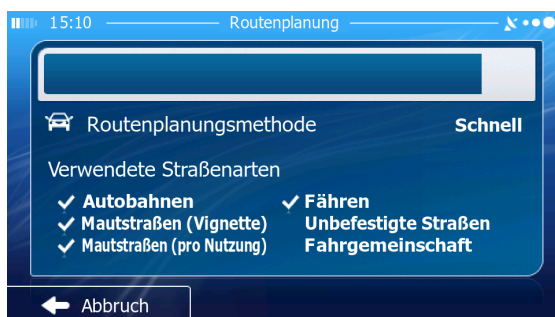 15:10 Routenplanung
Routenplanungsmethode Schnell
Verwendete Straßenarten
Autobahnen Fähren
Mautstraßen (Vignette) Unbefestigte Straßen
Mautstraßen (pro Nutzung) Fahrgemeinschaft
Abbruch